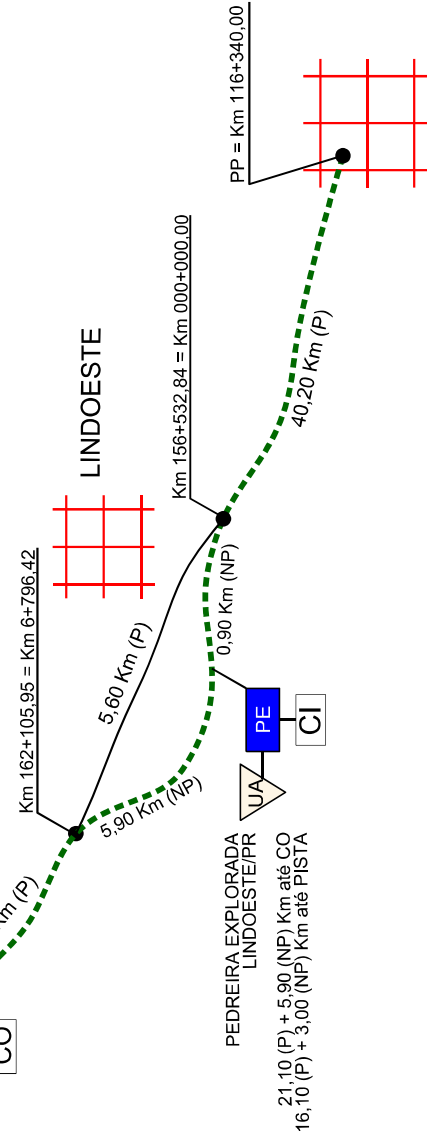 PP = Km 116+340,00
Km 156+532,84 = Km 000+000,00
LINDOESTE
Km 162+105,95 = Km 6+796,42
40,20 Km (P)
0,90 Km (NP)
5,60 Km (P)
5,90 Km (NP)
Km (P)
PE
CI
UA
PEDREIRA EXPLORADA
LINDOESTE/PR
21,10 (P) + 5,90 (NP) Km até CO
16,10 (P) + 3,00 (NP) Km até PISTA
CO